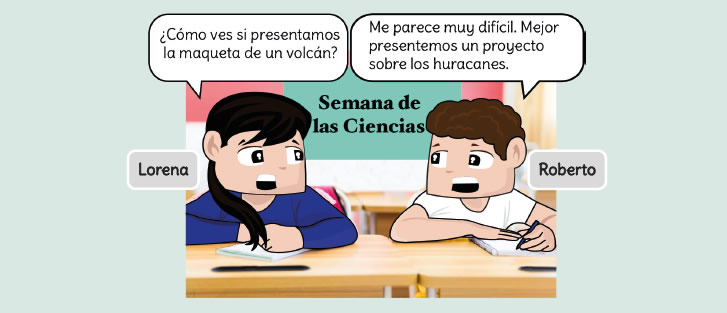 ¿Cómo ves si presentamos
la maqueta de un volcán?
Me parece muy difícil. Mejor
presentemos un proyecto
sobre los huracanes.
Semana de
las Ciencias
Lorena
Roberto